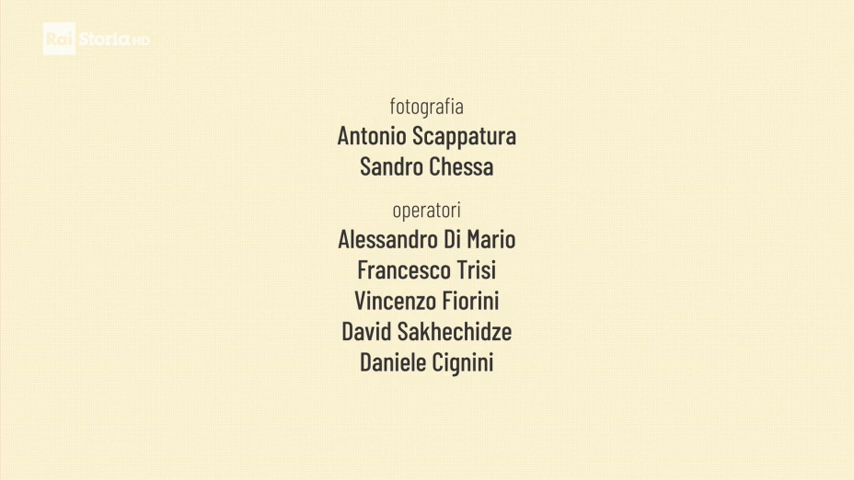 Rai Storia HD
fotografia
Antonio Scappatura
Sandro Chessa
operatori
Alessandro Di Mario
Francesco Trisi
Vincenzo Fiorini
David Sakhechidze
Daniele Cignini